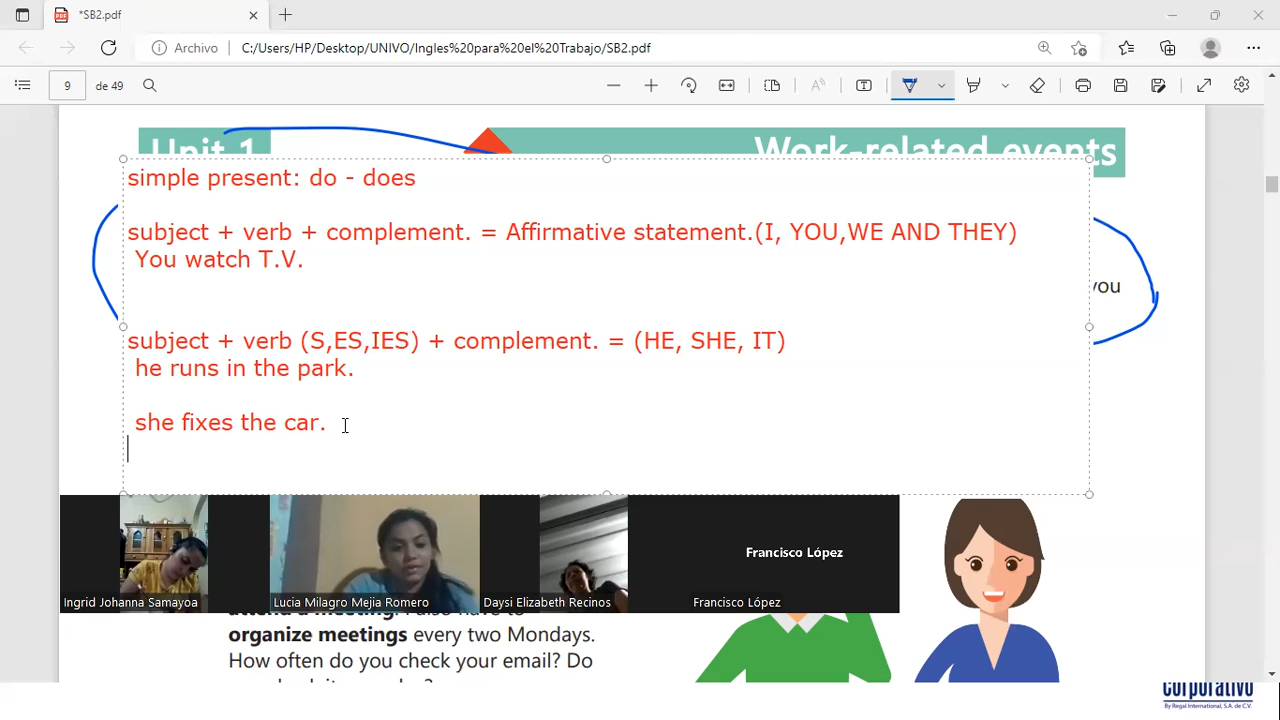 *SB2.pdf
Archivo
C:/Users/HP/Desktop/UNIVO/Ingles%20para%20el%20Trabajo/SB2.pdf
9 de 49
Unit 1
Work-related events
simple present: do - does
subject + verb + complement. = Affirmative statement.(I, YOU,WE AND THEY)
You watch T.V.
you
subject + verb (S,ES,IES) + complement. = (HE, SHE, IT)
he runs in the park.
she fixes the car.
Francisco López
Ingrid Johanna Samayoa
Lucia Milagro Mejia Romero
Daysi Elizabeth Recinos
Francisco López
organize meetings every two Mondays.
How often do you check your email? Do
Corporativo
By Regal International, S.A. de C.V.